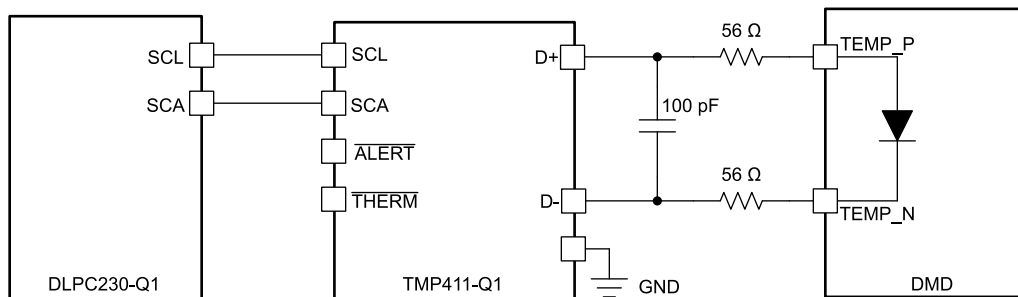 SCL
SCA
DLPC230-Q1
SCL
SCA
ALERT
THERM
D+
D-
TMP411-Q1
GND
100 pF
56 Ω
56 Ω
TEMP_P
TEMP_N
DMD